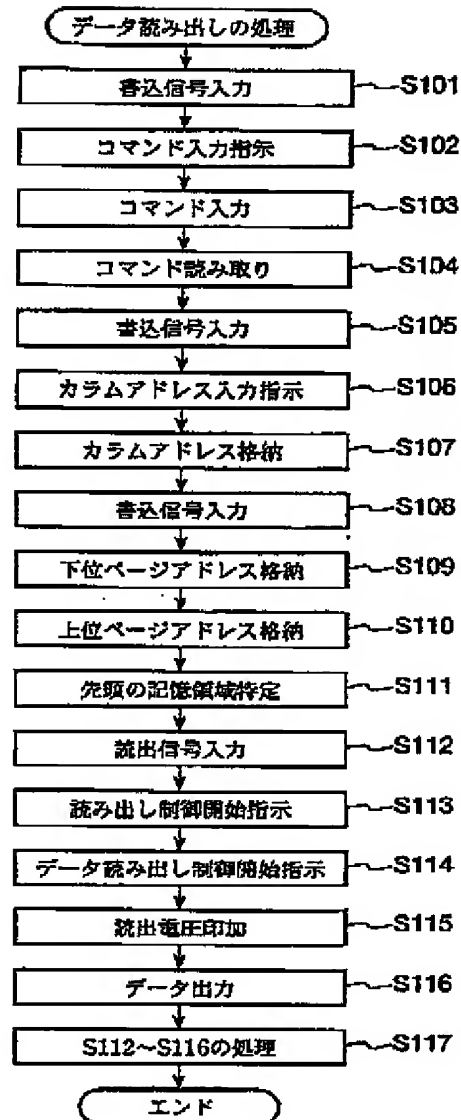 データ読み出しの処理
書込信号入力 S101
コマンド入力指示 S102
コマンド入力 S103
コマンド読み取り S104
書込信号入力 S105
カラムアドレス入力指示 S106
カラムアドレス格納 S107
書込信号入力 S108
下位ページアドレス格納 S109
上位ページアドレス格納 S110
先頭の記憶領域特定 S111
読出信号入力 S112
読み出し制御開始指示 S113
データ読み出し制御開始指示 S114
読出電圧印加 S115
データ出力 S116
S112～S116の処理 S117
エンド